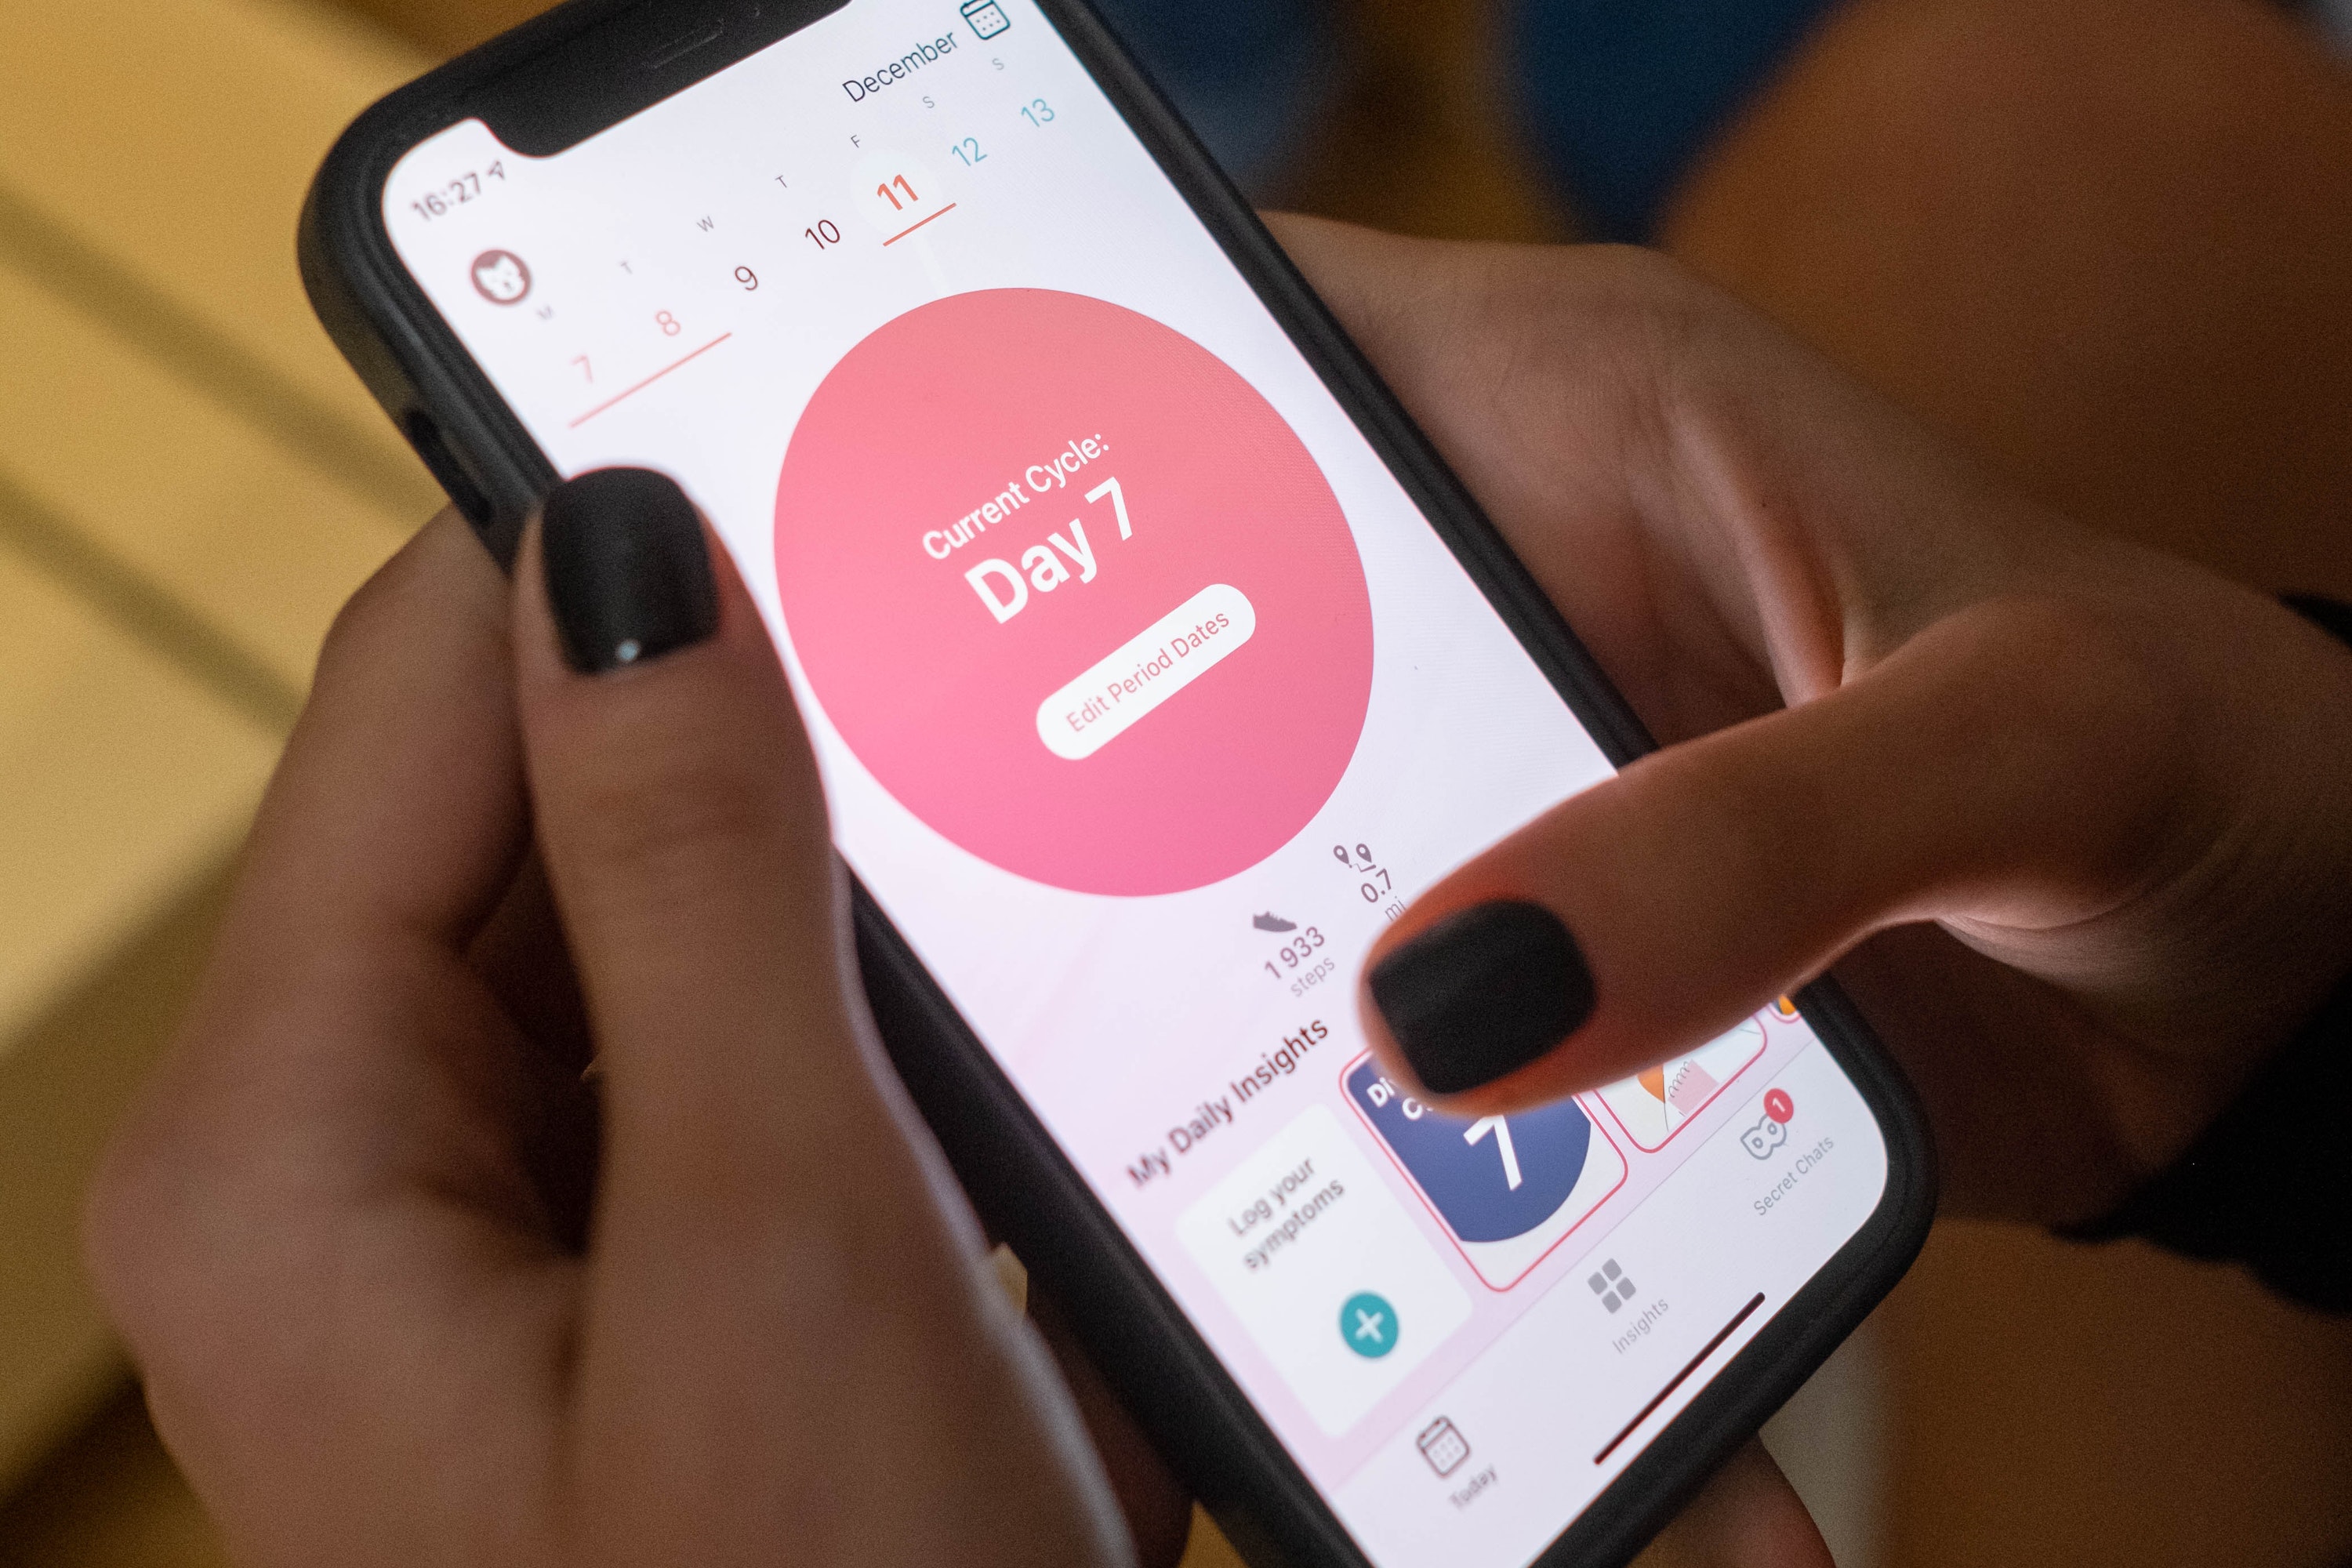 16:27
December
M T W T F S S
7 8 9 10 11 12 13
Current Cycle:
Day 7
Edit Period Dates
1 933
steps
0.7
mi
My Daily Insights
Log your
symptoms
7
Today
Insights
1
Secret Chats